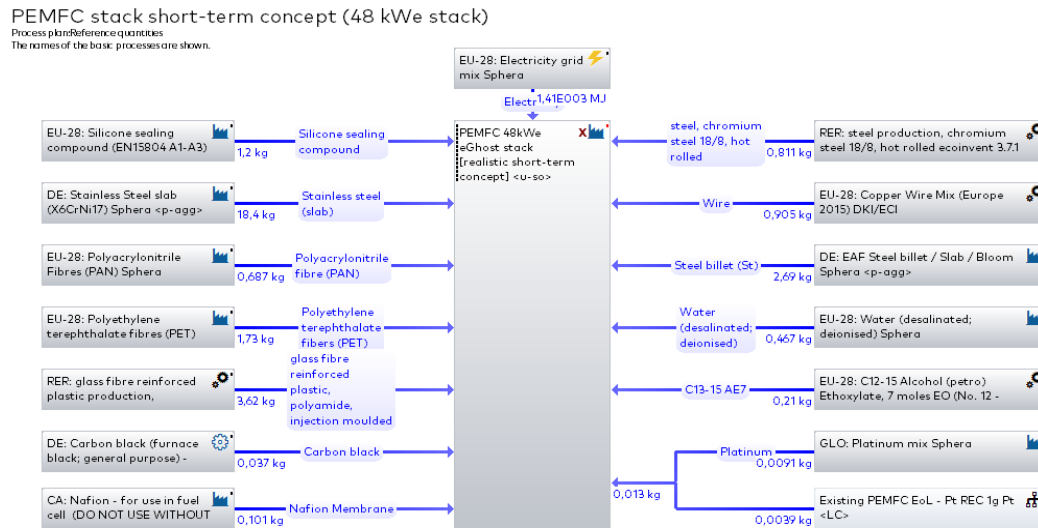 PEMFC stack short-term concept (48 kWe stack)
Process plan:Reference quantities
The names of the basic processes are shown.
EU-28: Electricity grid
mix Sphera
Electr
1,41E003 MJ
PEMFC 48kWe
eGhost stack
[realistic short-term
concept] <u-so>
X
EU-28: Silicone sealing
compound (EN15804 A1-A3)
Silicone sealing
compound
1,2 kg
DE: Stainless Steel slab
(X6CrNi17) Sphera <p-agg>
Stainless steel
(slab)
18,4 kg
EU-28: Polyacrylonitrile
Fibres (PAN) Sphera
Polyacrylonitrile
fibre (PAN)
0,687 kg
EU-28: Polyethylene
terephthalate fibres (PET)
Polyethylene
terephthalate
fibers (PET)
1,73 kg
RER: glass fibre reinforced
plastic production,
glass fibre
reinforced
plastic,
polyamide,
injection moulded
3,62 kg
DE: Carbon black (furnace
black; general purpose) -
Carbon black
0,037 kg
CA: Nafion - for use in fuel
cell (DO NOT USE WITHOUT
Nafion Membrane
0,101 kg
steel, chromium
steel 18/8, hot
rolled
0,811 kg
RER: steel production, chromium
steel 18/8, hot rolled ecoinvent 3.7.1
Wire
0,905 kg
EU-28: Copper Wire Mix (Europe
2015) DKI/ECI
Steel billet (St)
2,69 kg
DE: EAF Steel billet / Slab / Bloom
Sphera <p-agg>
Water
(desalinated;
deionised)
0,467 kg
EU-28: Water (desalinated;
deionised) Sphera
C13-15 AE7
0,21 kg
EU-28: C12-15 Alcohol (petro)
Ethoxylate, 7 moles EO (No. 12 -
Platinum
0,0091 kg
GLO: Platinum mix Sphera
0,013 kg
0,0039 kg
Existing PEMFC EoL - Pt REC 1g Pt
<LC>